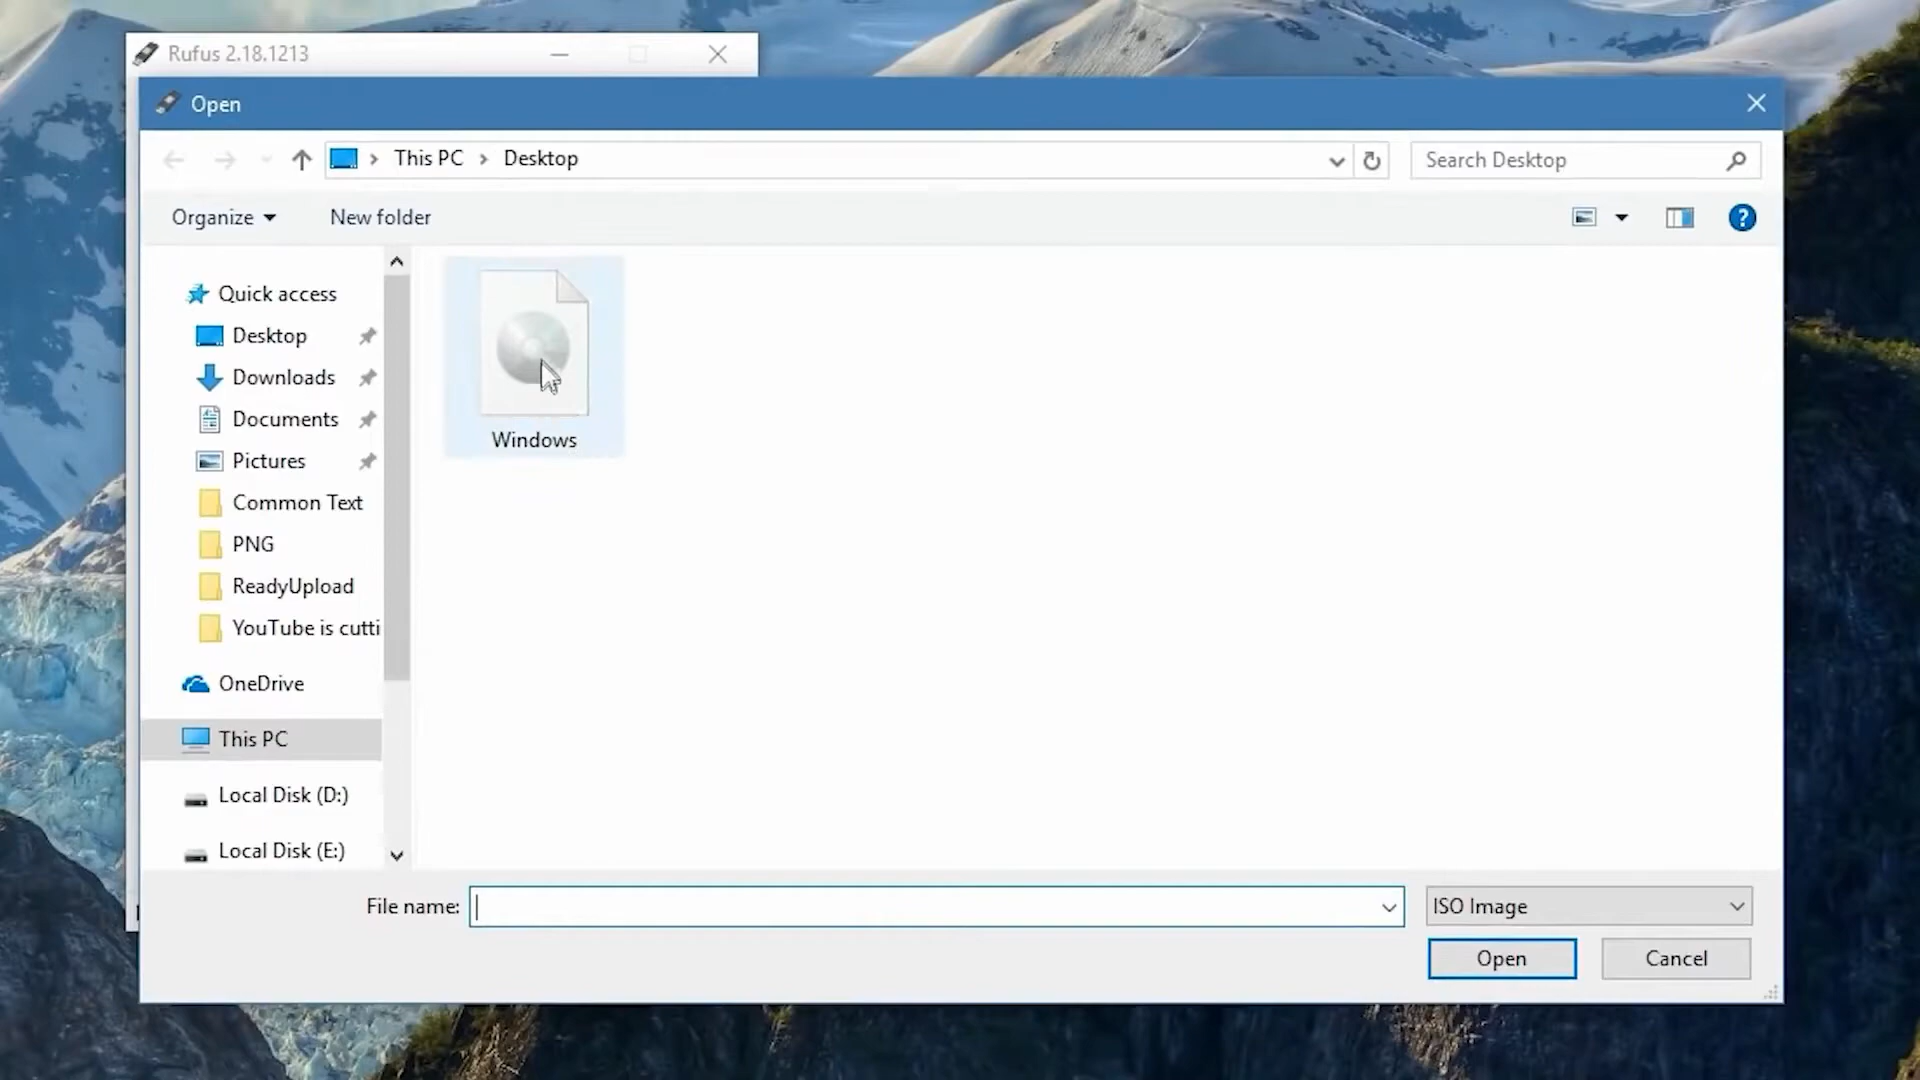 Rufus 2.18.1213
Open
This PC
Desktop
Search Desktop
Organize
New folder
Quick access
Desktop
Downloads
Documents
Pictures
Common Text
PNG
ReadyUpload
YouTube is cutti
OneDrive
This PC
Local Disk (D:)
Local Disk (E:)
Windows
File name:
ISO Image
Open
Cancel